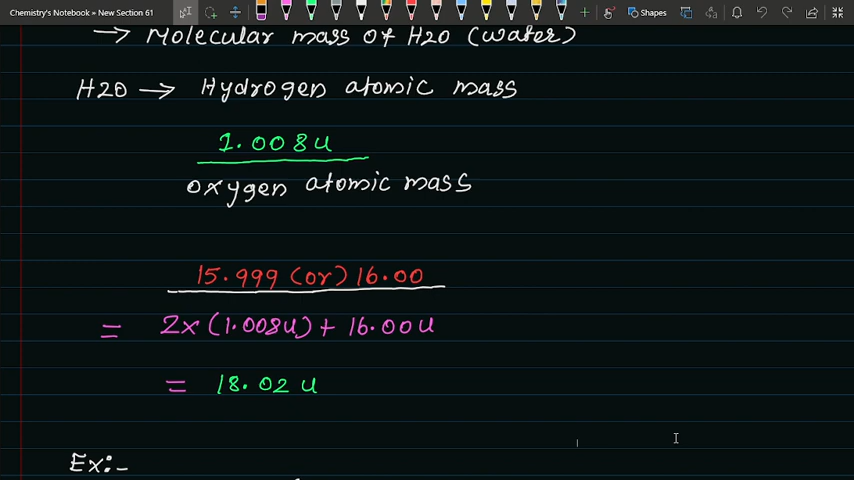 Chemistry's Notebook » New Section 61
Shapes
→ Molecular mass of H2O (water)
H2O → Hydrogen atomic mass
1.008u
oxygen atomic mass
15.999 (or) 16.00
= 2x (1.008u) + 16.00u
= 18.02 u
Ex:-